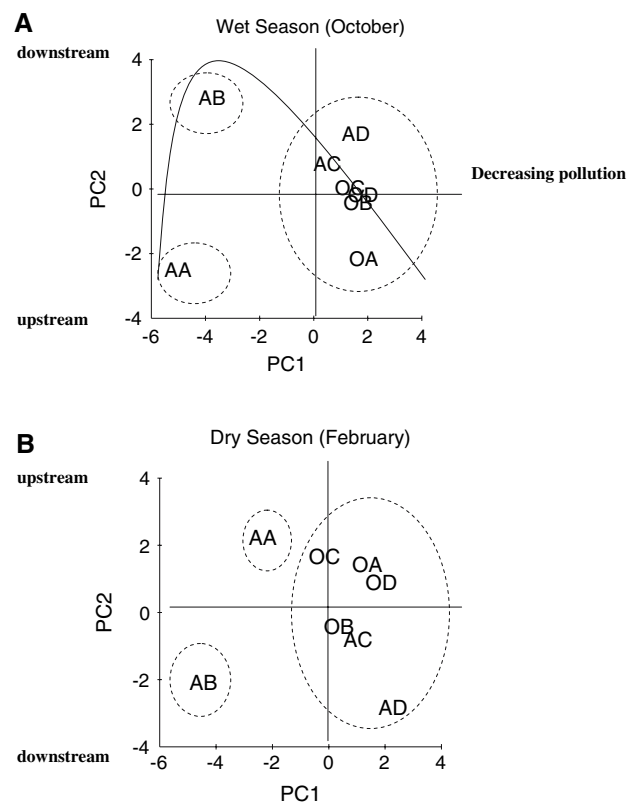 A
Wet Season (October)
downstream
4
2
0
-2
-4
PC2
AB
AD
AC
OC
OD
OB
OA
AA
Decreasing pollution
upstream
-6
-4
-2
0
2
4
PC1
B
Dry Season (February)
upstream
4
2
0
-2
-4
PC2
AA
OC
OA
OD
OB
AC
AB
AD
downstream
-6
-4
-2
0
2
4
PC1